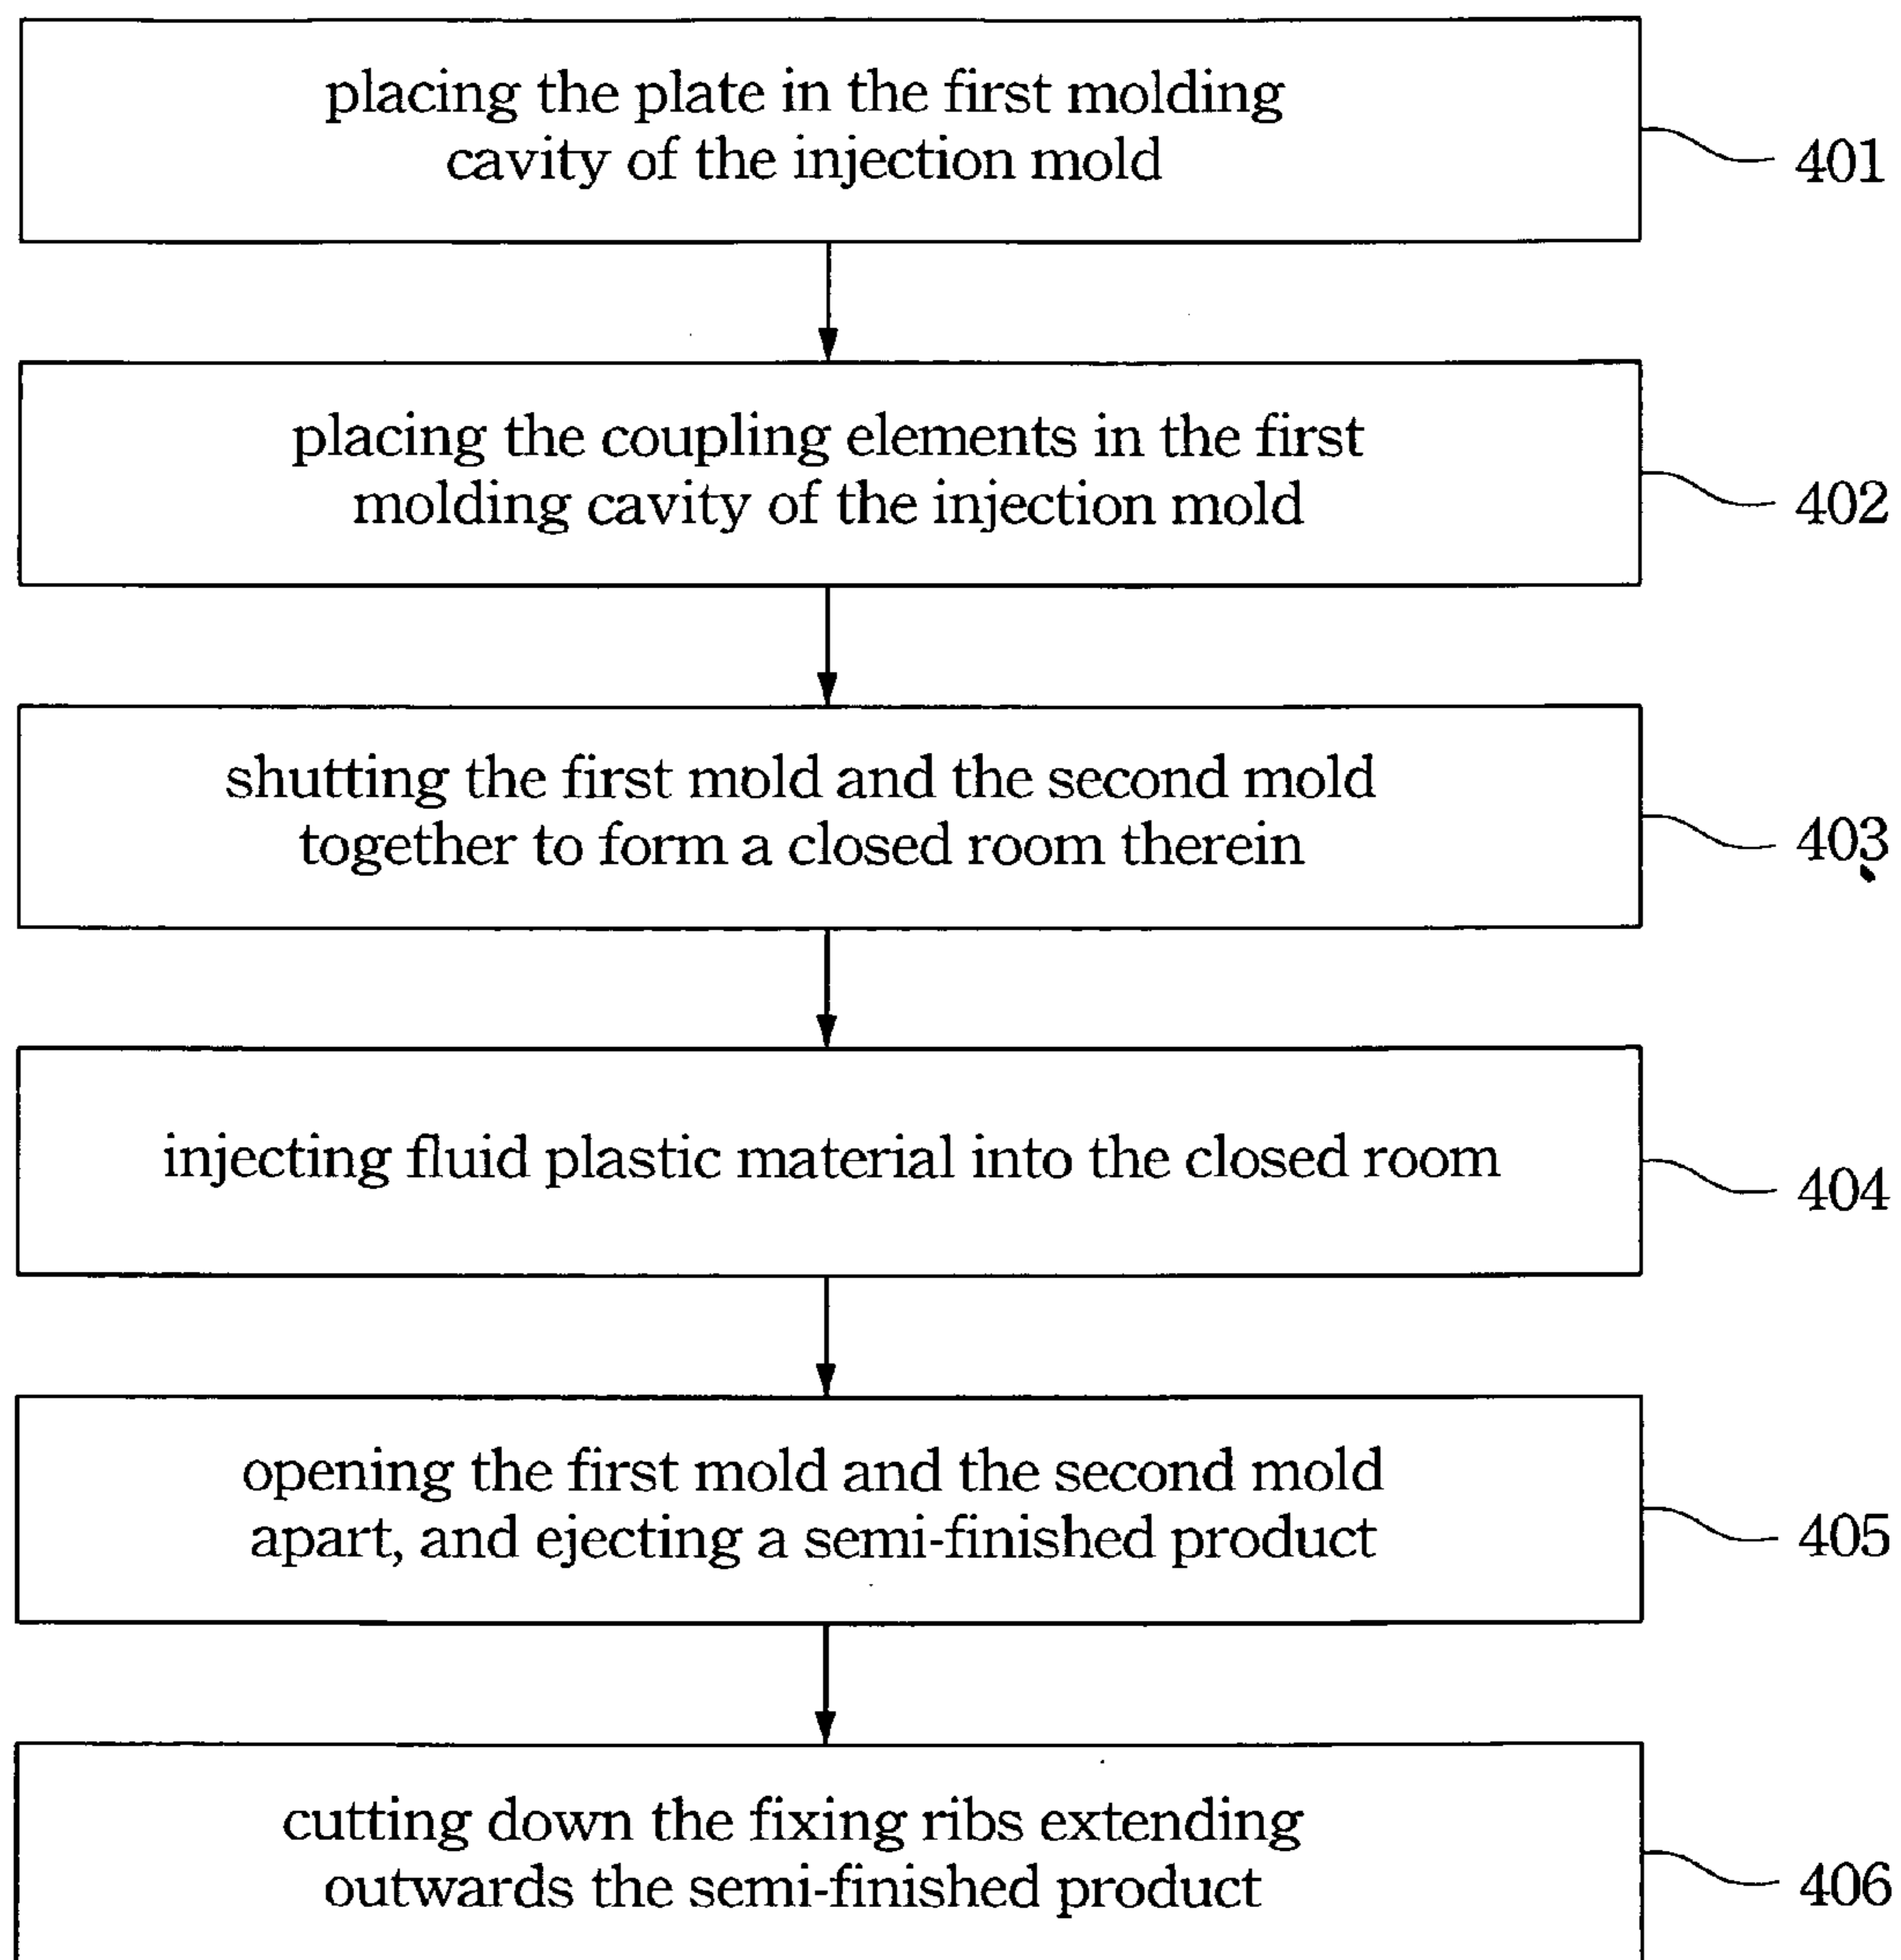 placing the plate in the first molding
cavity of the injection mold
401
placing the coupling elements in the first
molding cavity of the injection mold
402
shutting the first mold and the second mold
together to form a closed room therein
403
injecting fluid plastic material into the closed room
404
opening the first mold and the second mold
apart, and ejecting a semi-finished product
405
cutting down the fixing ribs extending
outwards the semi-finished product
406